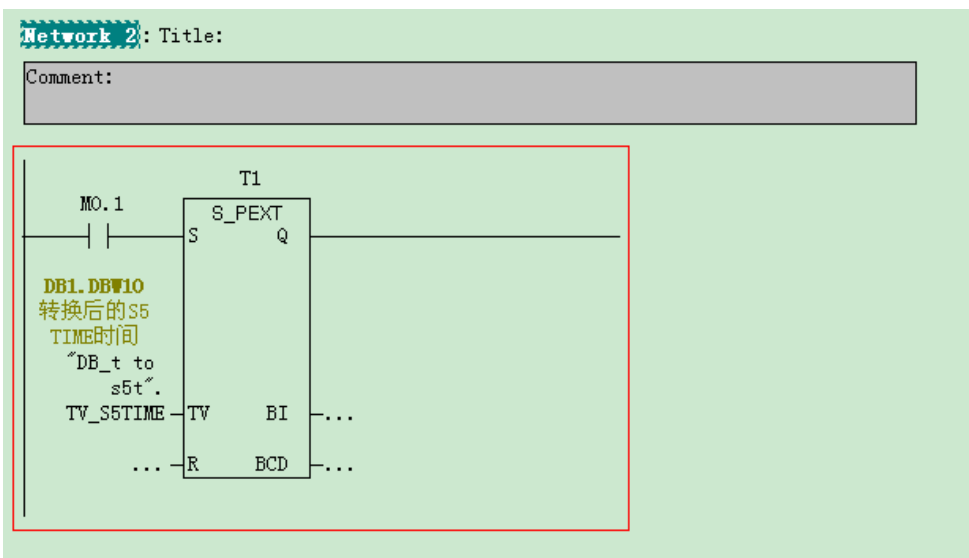 Network 2: Title:
Comment:
T1
M0.1
S_PEXT
S Q
DB1.DBW10
转换后的S5
TIME时间
"DB_t to
s5t".
TV_S5TIME TV BI ...
... R BCD ...